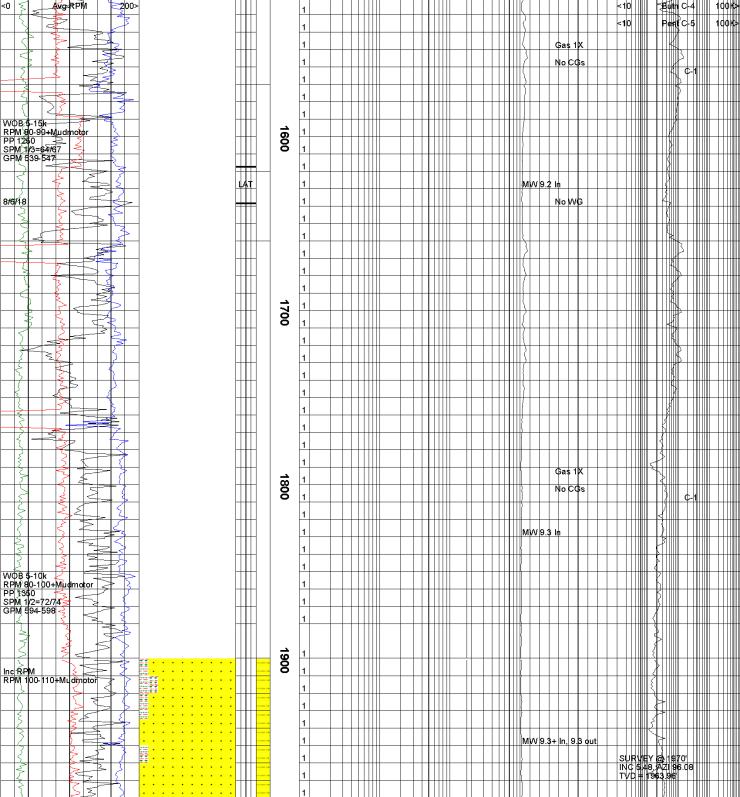 <0 Avg RPM 200>
<10 Butn C-4 100K>
<10 Pent C-5 100K>
Gas 1X
No CGs
C-1
WOB 5-15k
RPM 80-90+Mudmotor
PP 1250
SPM 1/3=64/67
GPM 539-547
1600
LAT
MW 9.2 In
8/6/18
No WG
1700
Gas 1X
No CGs
1800
C-1
MW 9.3 In
WOB 5-10k
RPM 80-100+Mudmotor
PP 1350
SPM 1/2=72/74
GPM 594-598
1900
Inc RPM
RPM 100-110+Mudmotor
MW 9.3+ In, 9.3 out
SURVEY @ 1970'
INC 5.48, AZI 96.08
TVD = 1963.96'